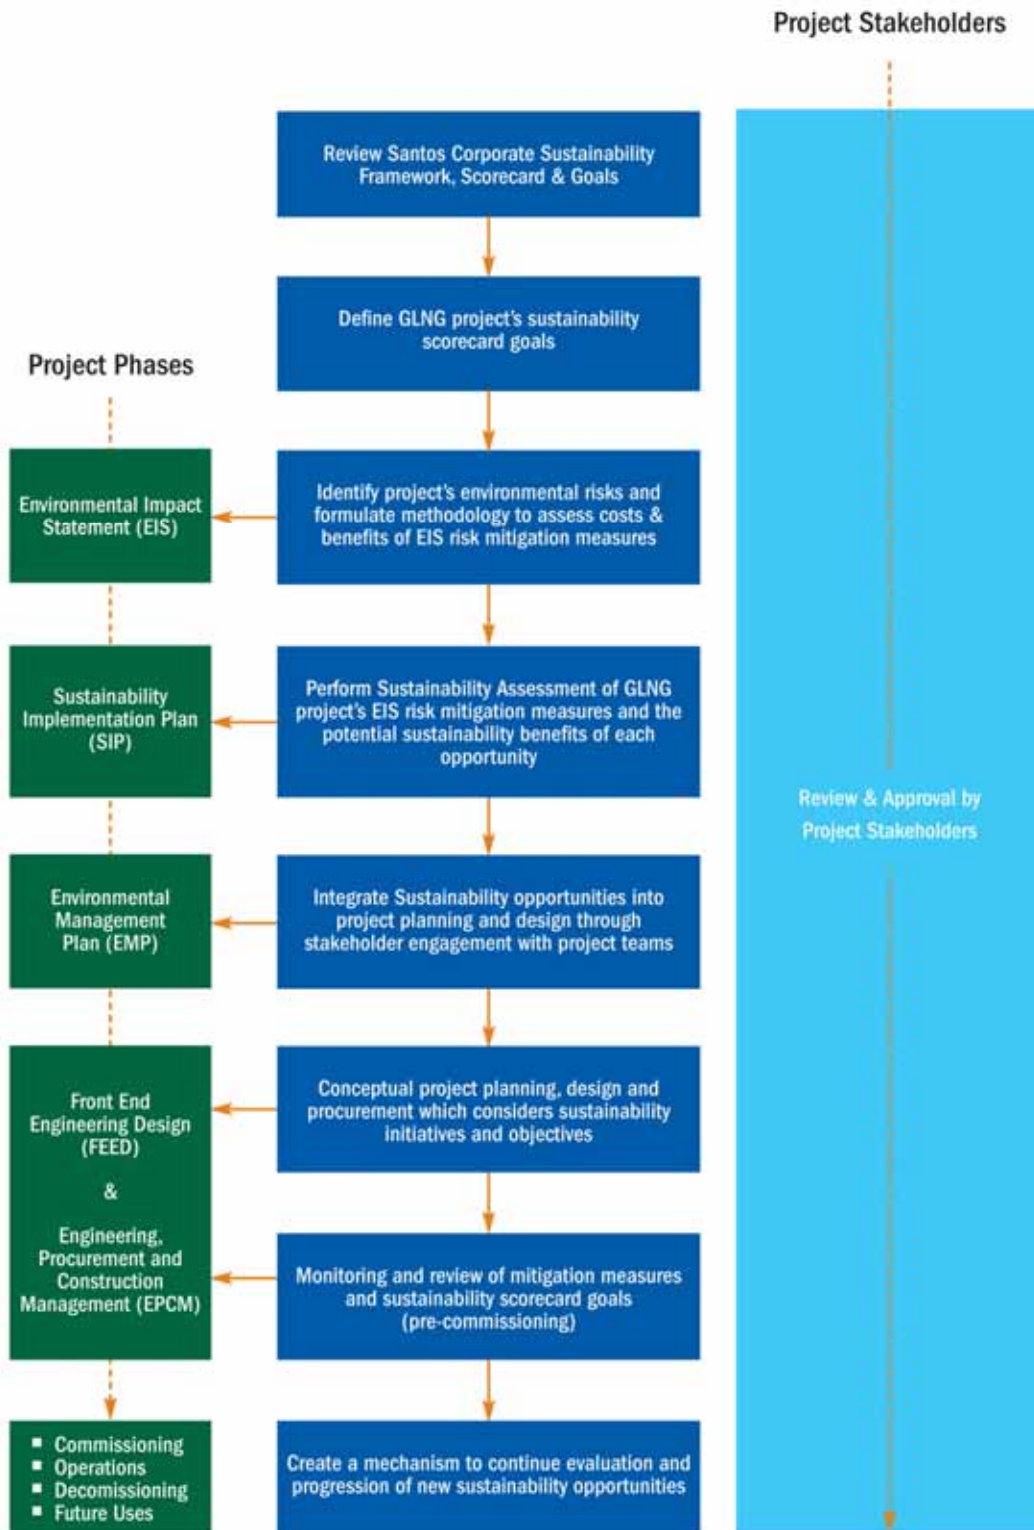 Project Stakeholders
Review Santos Corporate Sustainability
Framework, Scorecard & Goals
Define GLNG project's sustainability
scorecard goals
Project Phases
Environmental Impact
Statement (EIS)
Identify project's environmental risks and
formulate methodology to assess costs &
benefits of EIS risk mitigation measures
Sustainability
Implementation Plan
(SIP)
Perform Sustainability Assessment of GLNG
project's EIS risk mitigation measures and the
potential sustainability benefits of each
opportunity
Review & Approval by
Project Stakeholders
Environmental
Management
Plan (EMP)
Integrate Sustainability opportunities into
project planning and design through
stakeholder engagement with project teams
Front End
Engineering Design
(FEED)
&
Engineering,
Procurement and
Construction
Management (EPCM)
Conceptual project planning, design and
procurement which considers sustainability
initiatives and objectives
Monitoring and review of mitigation measures
and sustainability scorecard goals
(pre-commissioning)
▪ Commissioning
▪ Operations
▪ Decomissioning
▪ Future Uses
Create a mechanism to continue evaluation and
progression of new sustainability opportunities